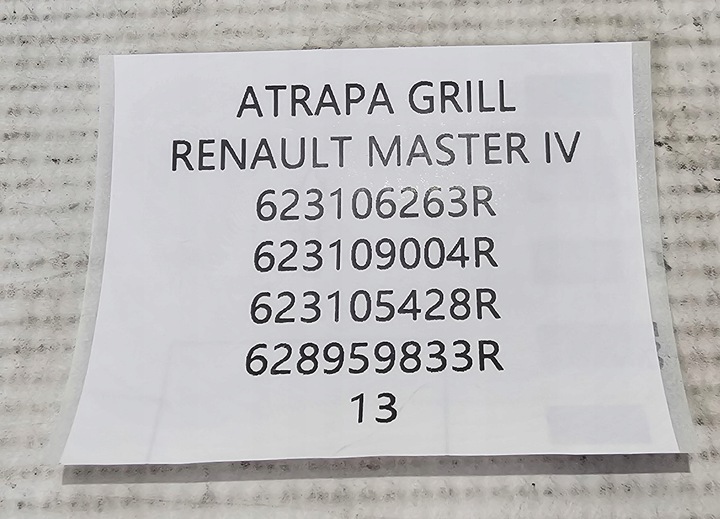 ATRAPA GRILL
RENAULT MASTER IV
623106263R
623109004R
623105428R
628959833R
13